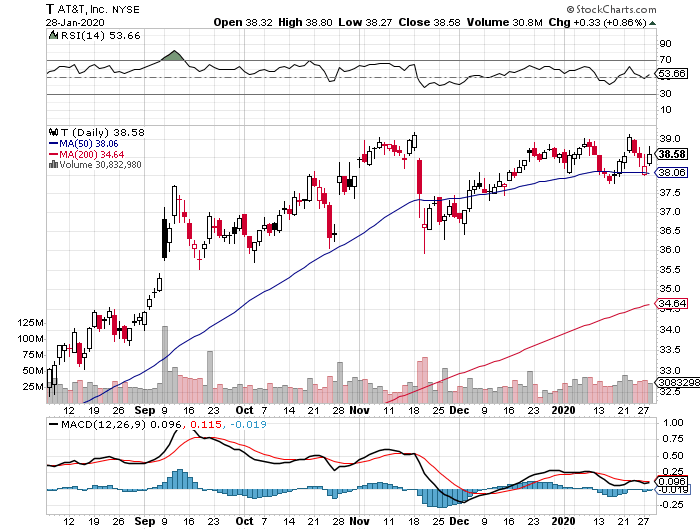 T AT&T, Inc. NYSE
© StockCharts.com
28-Jan-2020
Open 38.32 High 38.80 Low 38.27 Close 38.58 Volume 30.8M Chg +0.33 (+0.86%)
RSI(14) 53.66
90
70
53.66
50
30
10
T (Daily) 38.58
MA(50) 38.06
MA(200) 34.64
Volume 30,832,980
39.0
38.58
38.06
37.5
37.0
36.5
36.0
35.5
35.0
34.64
34.0
33.5
33.0
32.5
125M
100M
75M
50M
25M
30832980
12 19 26 Sep 9 16 23 Oct 7 14 21 28 Nov 11 18 25 Dec 9 16 23 2020 13 21 27
MACD(12,26,9) 0.096, 0.115, -0.019
1.00
0.75
0.50
0.25
0.096
-0.019
-0.25
12 19 26 Sep 9 16 23 Oct 7 14 21 28 Nov 11 18 25 Dec 9 16 23 2020 13 21 27